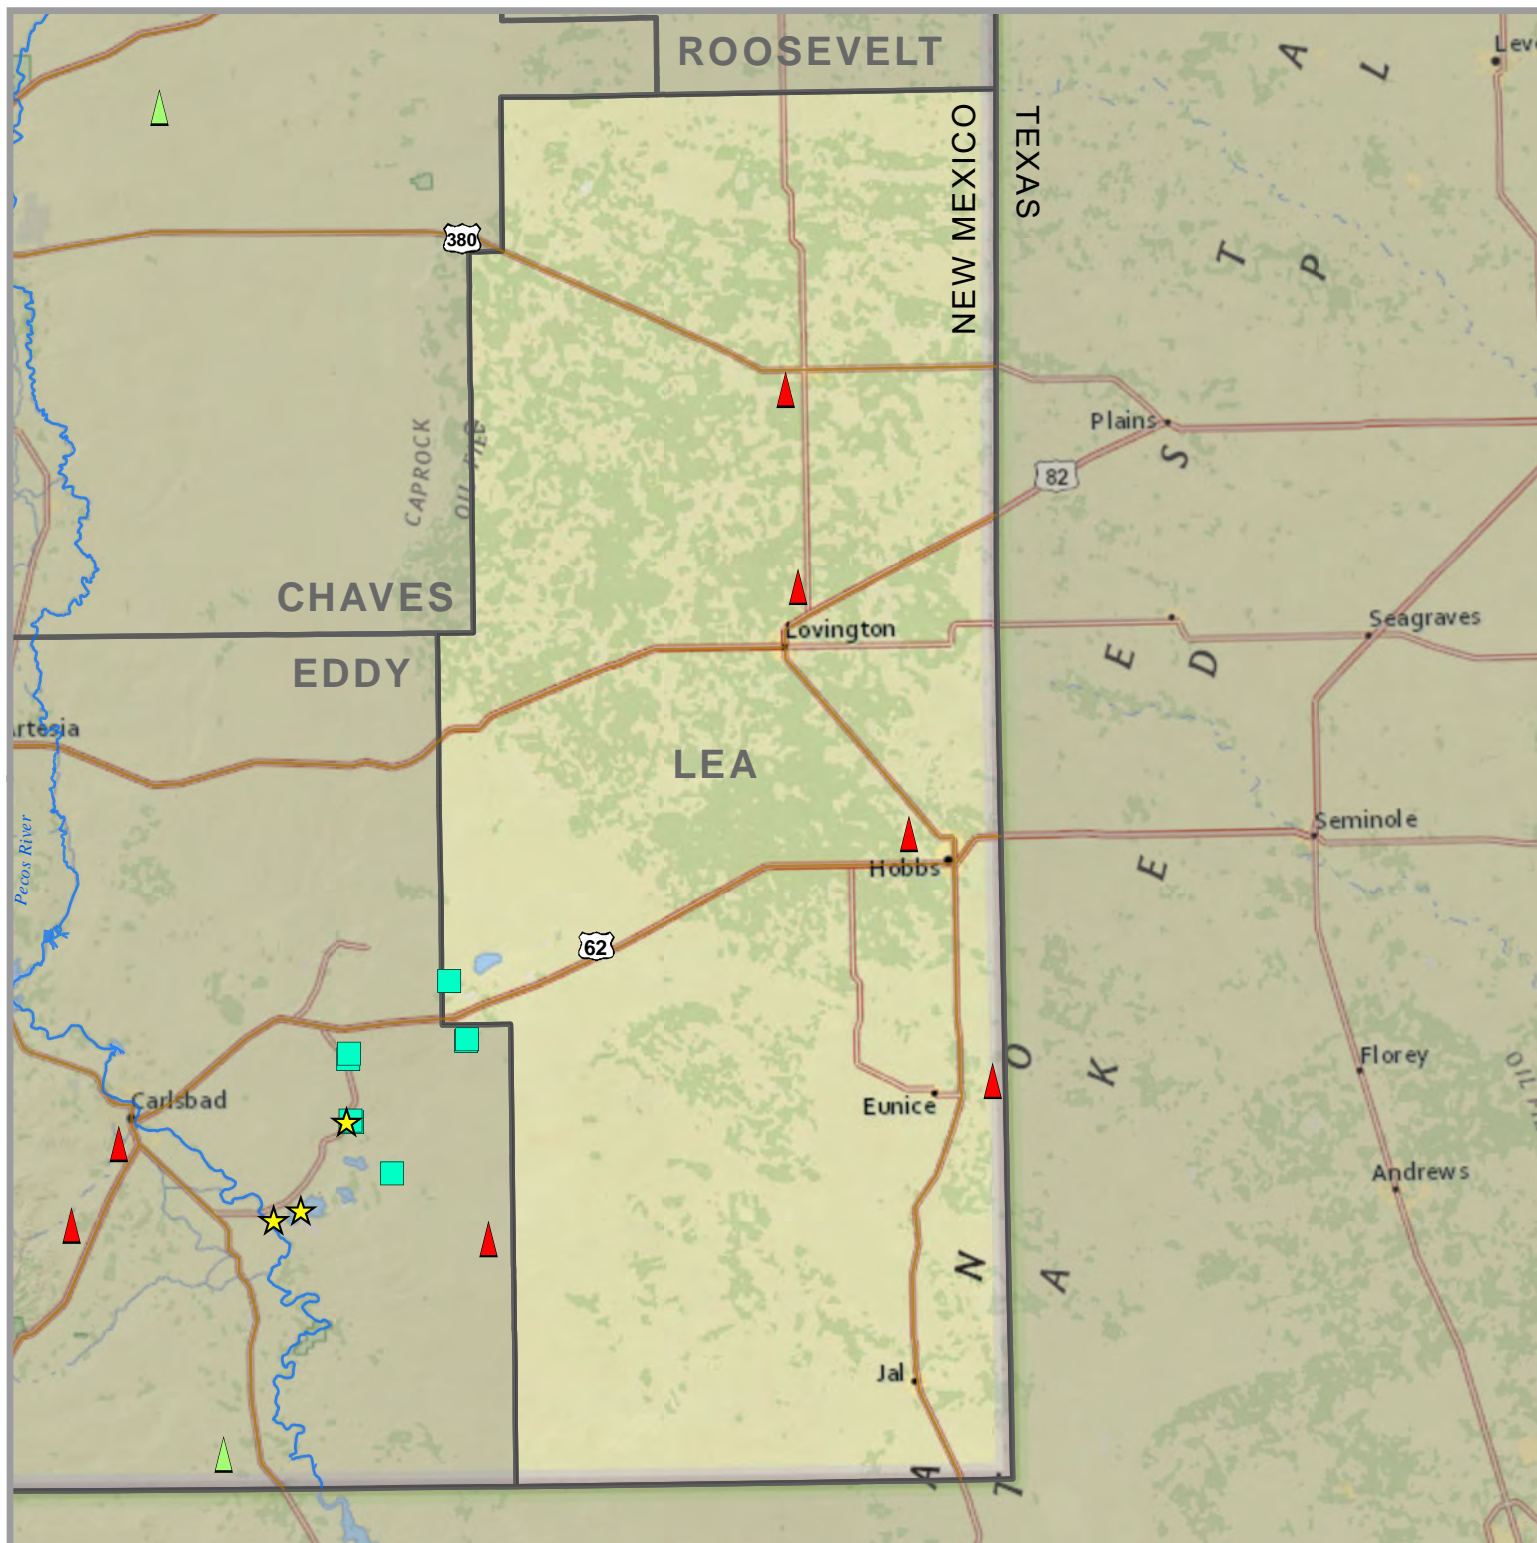 ROOSEVELT
A
L
NEW MEXICO
TEXAS
380
T
P
CAPROCK
Plains
S
82
CHAVES
Lovington
Seagraves
EDDY
E
D
LEA
Pecos River
Seminole
Hobbs
E
62
O
K
Florey
Carlsbad
Eunice
Andrews
N
A
Jal
A